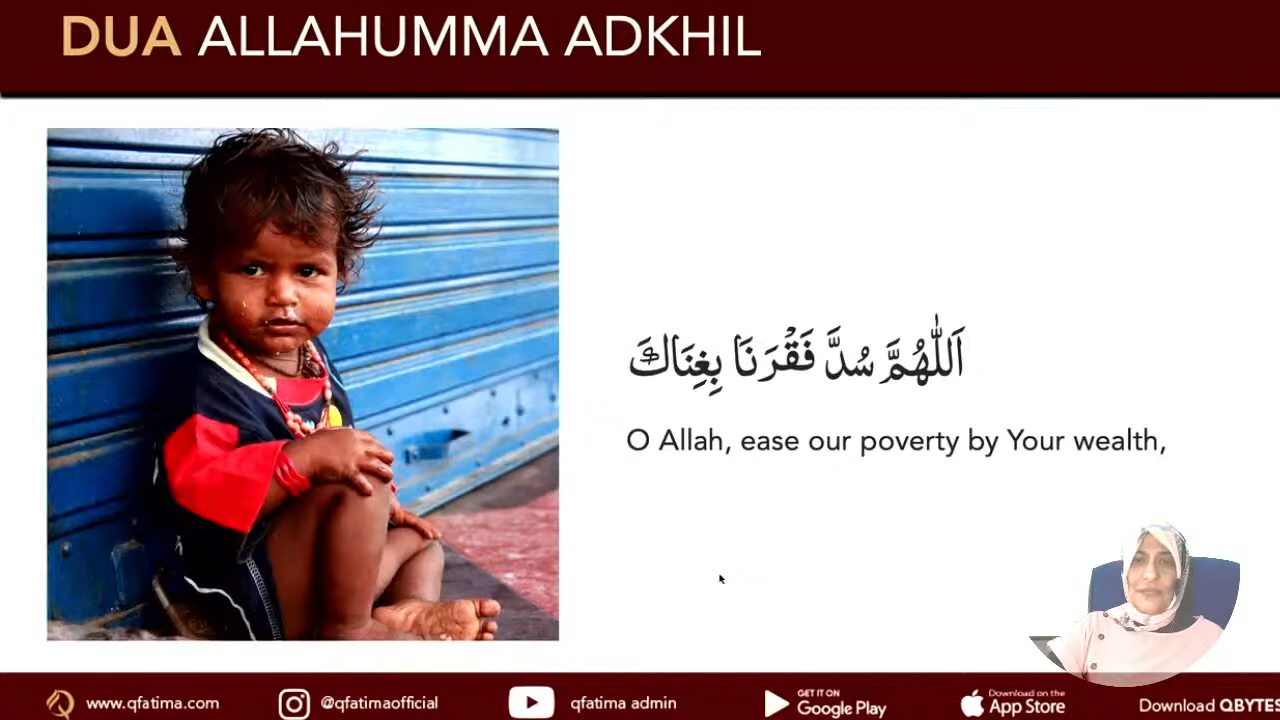 DUA ALLAHUMMA ADKHIL
اَللّٰهُمَّ سُدَّ فَقْرَنَا بِغِنَاكَ
O Allah, ease our poverty by Your wealth,
www.qfatima.com
@qfatimaofficial
qfatima admin
GET IT ON
Google Play
Download on the
App Store
Download QBYTES